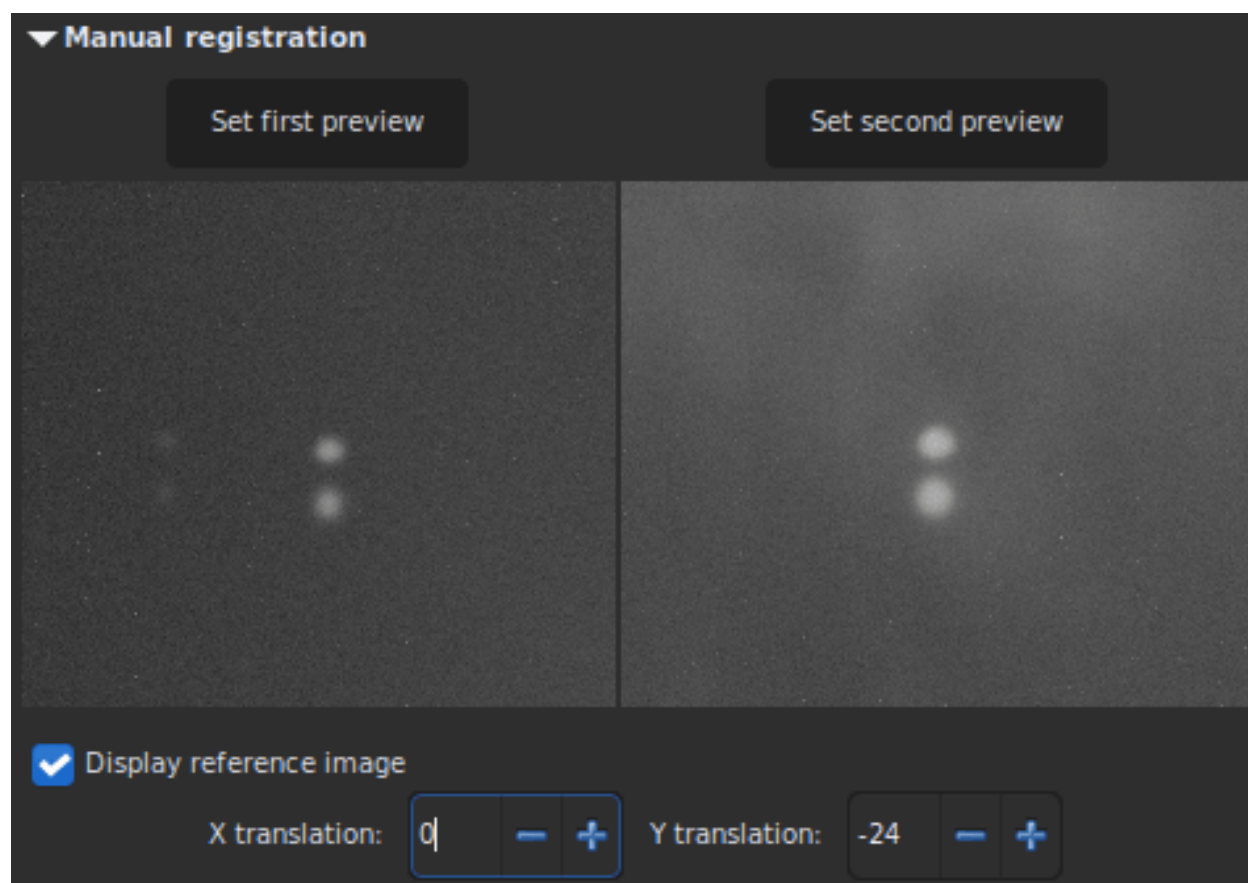 Manual registration
Set first preview
Set second preview
Display reference image
X translation: 0
Y translation: -24